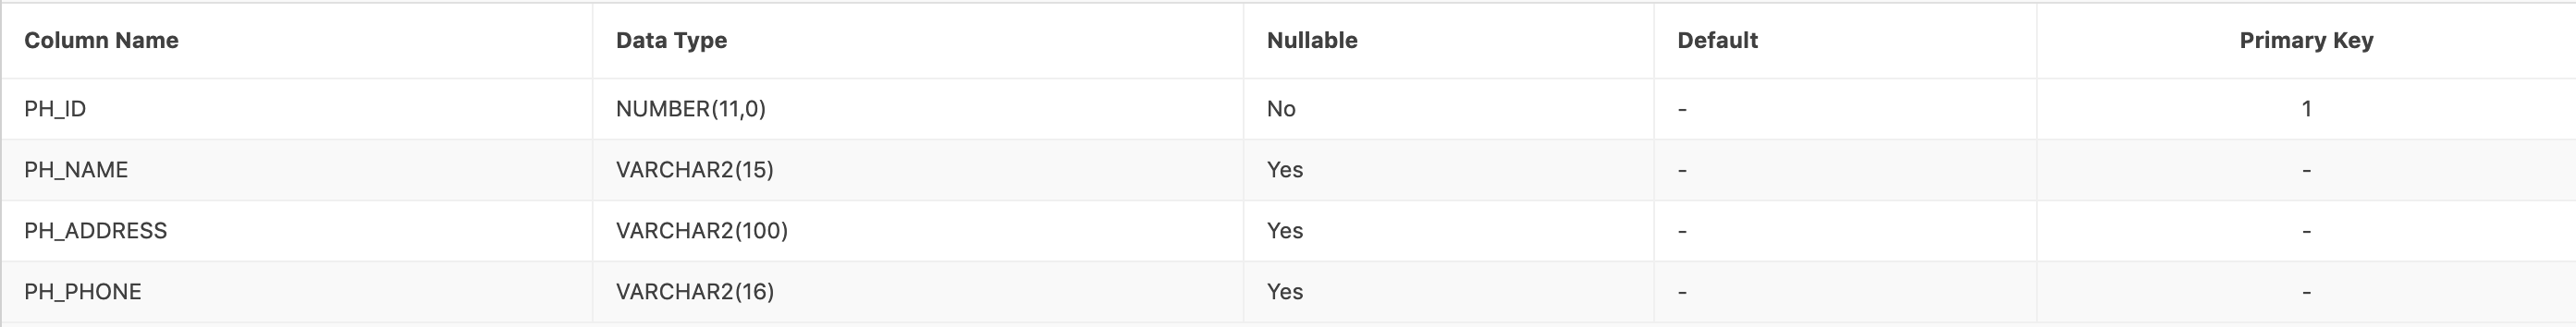 Column Name Data Type Nullable Default Primary Key
PH_ID NUMBER(11,0) No - 1
PH_NAME VARCHAR2(15) Yes - -
PH_ADDRESS VARCHAR2(100) Yes - -
PH_PHONE VARCHAR2(16) Yes - -